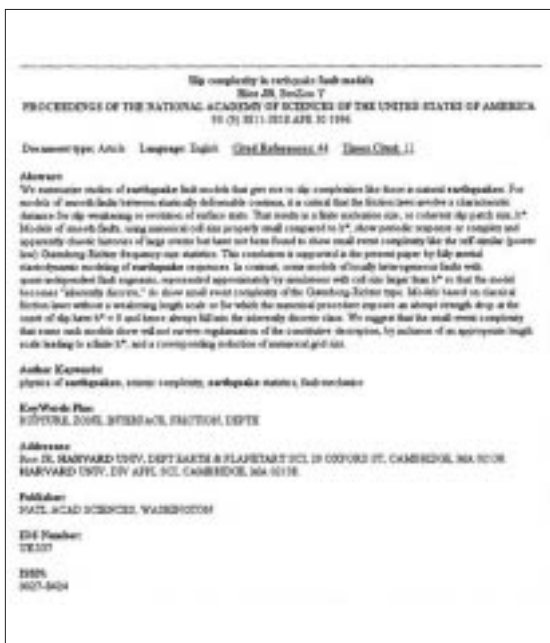 Slip complexity in earthquake fault models
Rice JR, BenZion Y
PROCEEDINGS OF THE NATIONAL ACADEMY OF SCIENCES OF THE UNITED STATES OF AMERICA
93 (9) 3811-3818 APR 30 1996
Document type: Article Language: English Cited References: 44 Times Cited: 11
Abstract:
We summarize studies of earthquake fault models that give rise to slip complexities like those in natural earthquakes. For
models of smooth faults between elastically deformable continua, it is critical that the friction laws involve a characteristic
distance for slip weakening or evolution of surface state. That results in a finite nucleation size, or coherent slip patch size, h*.
Models of smooth faults, using numerical cell size properly small compared to h*, show periodic response or complex and
apparently chaotic histories of large events but have not been found to show small event complexity like the self-similar (power
law) Gutenberg-Richter frequency-size statistics. This conclusion is supported in the present paper by fully inertial
elastodynamic modeling of earthquake sequences. In contrast, some models of locally heterogeneous faults with
quasi-independent fault segments, represented approximately by simulations with cell size larger than h* so that the model
becomes "inherently discrete," do show small event complexity of the Gutenberg-Richter type. Models based on classical
friction laws without a weakening length scale or for which the numerical procedure imposes an abrupt strength drop at the
onset of slip have h* = 0 and hence always fall into the inherently discrete class. We suggest that the small-event complexity
that some such models show will not survive regularization of the constitutive description, by inclusion of an appropriate length
scale leading to a finite h*, and a corresponding reduction of numerical grid size.
Author Keywords:
physics of earthquakes, seismic complexity, earthquake statistics, fault mechanics
KeyWords Plus:
RUPTURE, ZONE, INTERFACE, FRICTION, DEPTH
Addresses:
Rice JR, HARVARD UNIV, DEPT EARTH & PLANETARY SCI, 29 OXFORD ST, CAMBRIDGE, MA 02138.
HARVARD UNIV, DIV APPL SCI, CAMBRIDGE, MA 02138.
Publisher:
NATL ACAD SCIENCES, WASHINGTON
IDS Number:
ISSN:
0027-8424